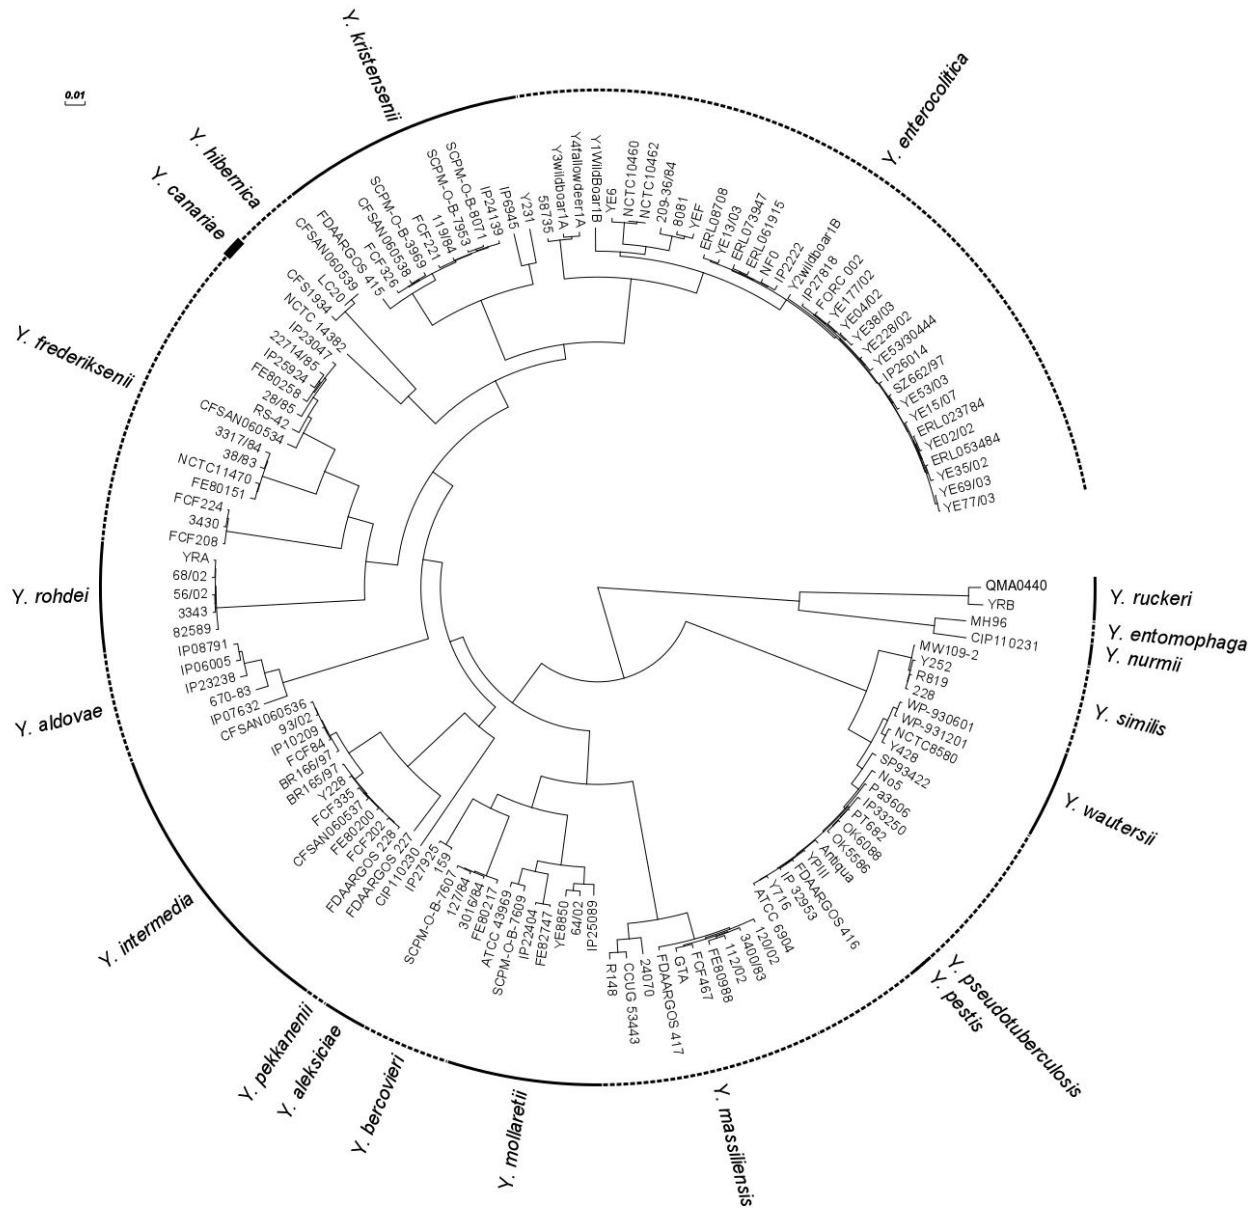 0.01
Y. kristensenii
Y. enterocolitica
Y. hibernica
Y. canariae
Y. frederiksenii
Y. rohdei
Y. aldovae
Y. intermedia
Y. pekkanenii
Y. aleksiciae
Y. bercovieri
Y. mollaretii
Y. massiliensis
Y. pestis
Y. pseudotuberculosis
Y. wautersii
Y. similis
Y. nurmii
Y. entomophaga
Y. ruckeri
QMA0440
YRB
MH96
CIP110231
MW109-2
Y252
R819
228
WP-930601
WP-931201
NCTC8580
Y428
SP93422
No5
Pa3606
IP33250
PT682
OK6088
OK5586
Antiqua
YPIII
FDAARGOS 416
IP 32953
Y716
ATCC 6904
120/02
3400/83
112/02
FE80988
FCF467
GTA
FDAARGOS 417
24070
CCUG 53443
R148
IP25089
64/02
YE8850
FE82747
IP22404
SCPM-O-B-7609
ATCC 43969
FE80217
3016/84
127/84
SCPM-O-B-7607
159
IP27925
CIP110230
FDAARGOS 227
FDAARGOS 228
FCF202
FE80200
CFSAN060537
FCF335
Y228
BR165/97
BR166/97
FCF84
IP10209
93/02
CFSAN060536
IP07632
670-83
IP23238
IP06005
IP08791
82589
3343
56/02
68/02
YRA
FCF208
3430
FCF224
FE80151
NCTC11470
38/83
3317/84
CFSAN060534
RS-42
28/85
FE80258
IP25924
22714/85
IP23047
NCTC 14382
CFS1934
LC20
CFSAN060539
FDAARGOS 415
FCF326
CFSAN060538
SCPM-O-B-3969
FCF221
119/84
SCPM-O-B-7953
SCPM-O-B-8071
IP24139
IP6945
Y231
58735
Y3wildboar1A
Y4fallowdeer1A
Y1WildBoar1B
YE6
NCTC10460
NCTC10462
209-36/84
8081
YEF
ERL08708
YE13/03
ERL073947
ERL061915
NF0
IP2222
Y2wildboar1B
IP27818
FORC 002
YE177/02
YE04/02
YE38/03
YE228/02
YE53/30444
IP26014
SZ662/97
YE53/03
YE15/07
ERL023784
YE02/02
ERL053484
YE35/02
YE69/03
YE77/03